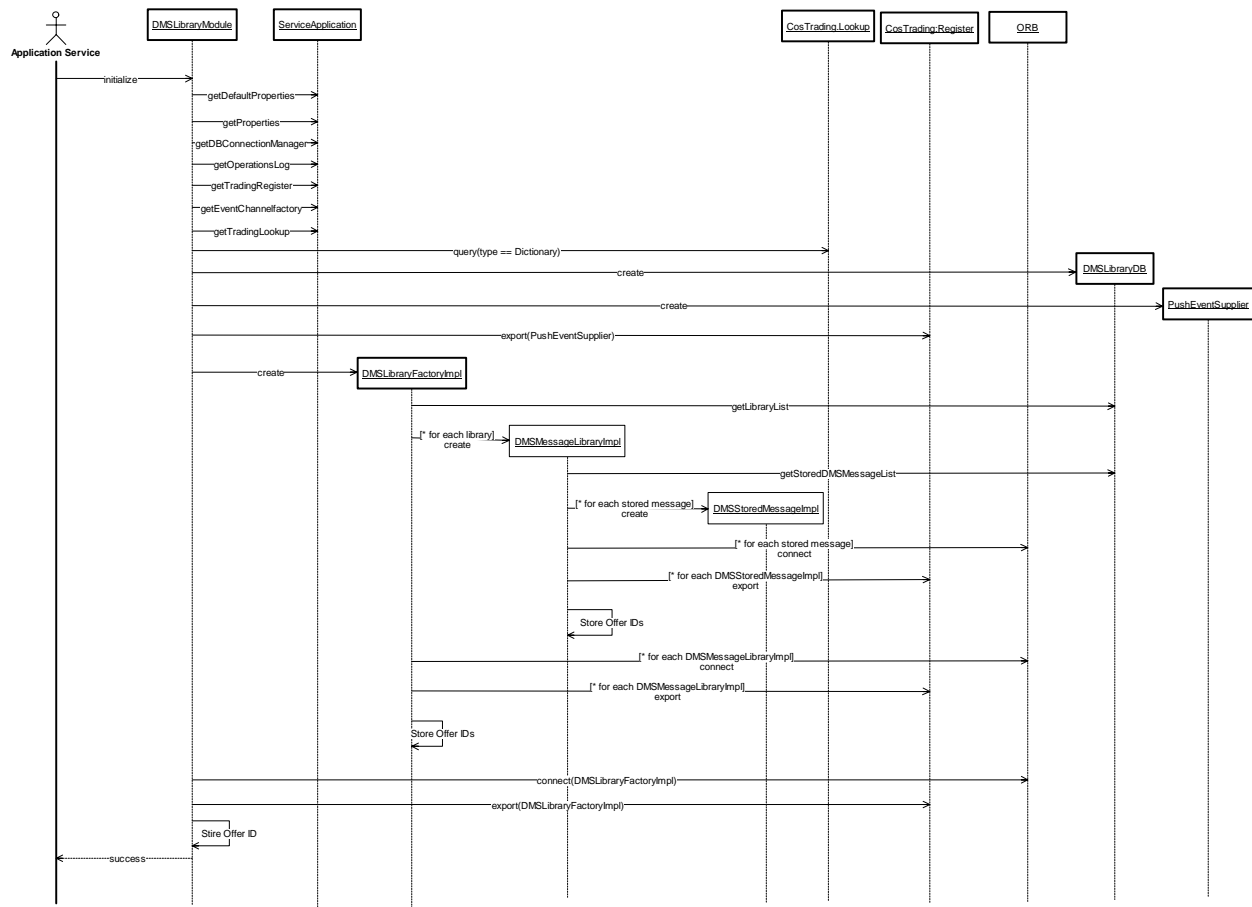 DMSLibraryModule
ServiceApplication
CosTrading.Lookup
CosTrading:Register
ORB
Application Service
initialize
getDefaultProperties
getProperties
getDBConnectionManager
getOperationsLog
getTradingRegister
getEventChannelfactory
getTradingLookup
query(type == Dictionary)
DMSLibraryDB
create
PushEventSupplier
create
export(PushEventSupplier)
DMSLibraryFactoryImpl
create
getLibraryList
[* for each library]
create
DMSMessageLibraryImpl
getStoredDMSMessageList
[* for each stored message]
create
DMSStoredMessageImpl
[* for each stored message]
connect
[* for each DMSStoredMessageImpl]
export
Store Offer IDs
[* for each DMSMessageLibraryImpl]
connect
[* for each DMSMessageLibraryImpl]
export
Store Offer IDs
connect(DMSLibraryFactoryImpl)
export(DMSLibraryFactoryImpl)
Stire Offer ID
success